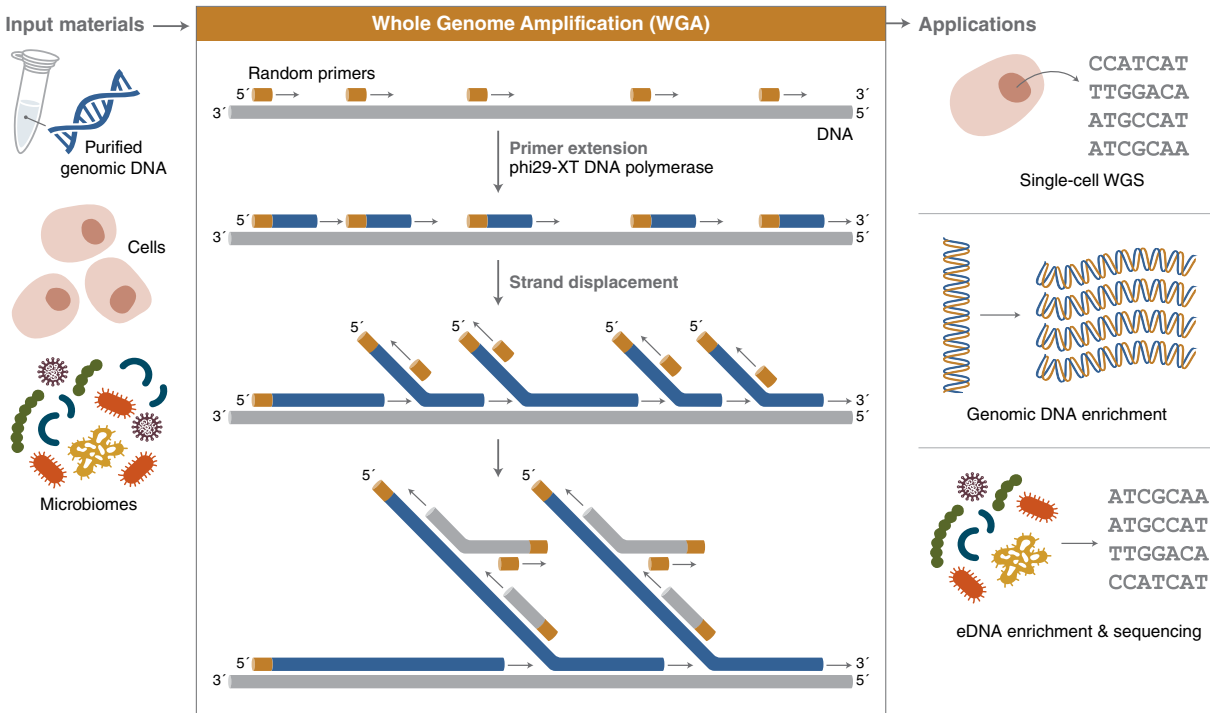 Input materials
Purified
genomic DNA
Cells
Microbiomes
Whole Genome Amplification (WGA)
Random primers
5´
3´
3´
5´
DNA
Primer extension
phi29-XT DNA polymerase
5´
3´
3´
5´
Strand displacement
5´
5´
5´
5´
5´
3´
3´
5´
5´
5´
5´
3´
3´
5´
Applications
CCATCAT
TTGGACA
ATGCCAT
ATCGCAA
Single-cell WGS
Genomic DNA enrichment
ATCGCAA
ATGCCAT
TTGGACA
CCATCAT
eDNA enrichment & sequencing